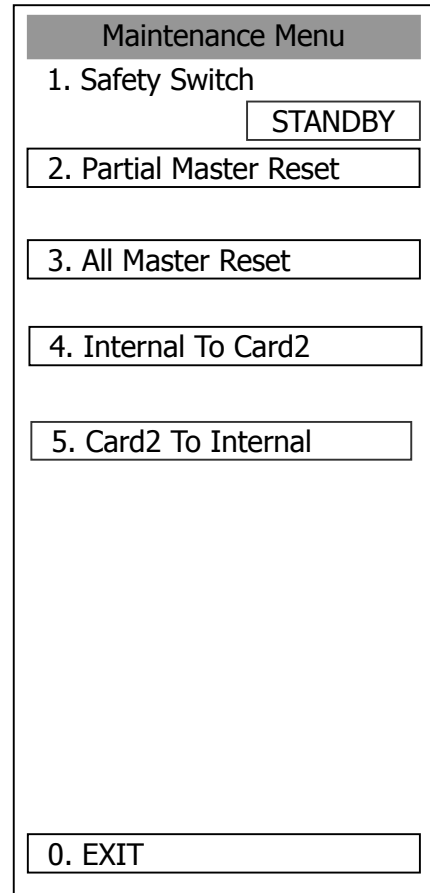 Maintenance Menu
1. Safety Switch
STANDBY
2. Partial Master Reset
3. All Master Reset
4. Internal To Card2
5. Card2 To Internal
0. EXIT